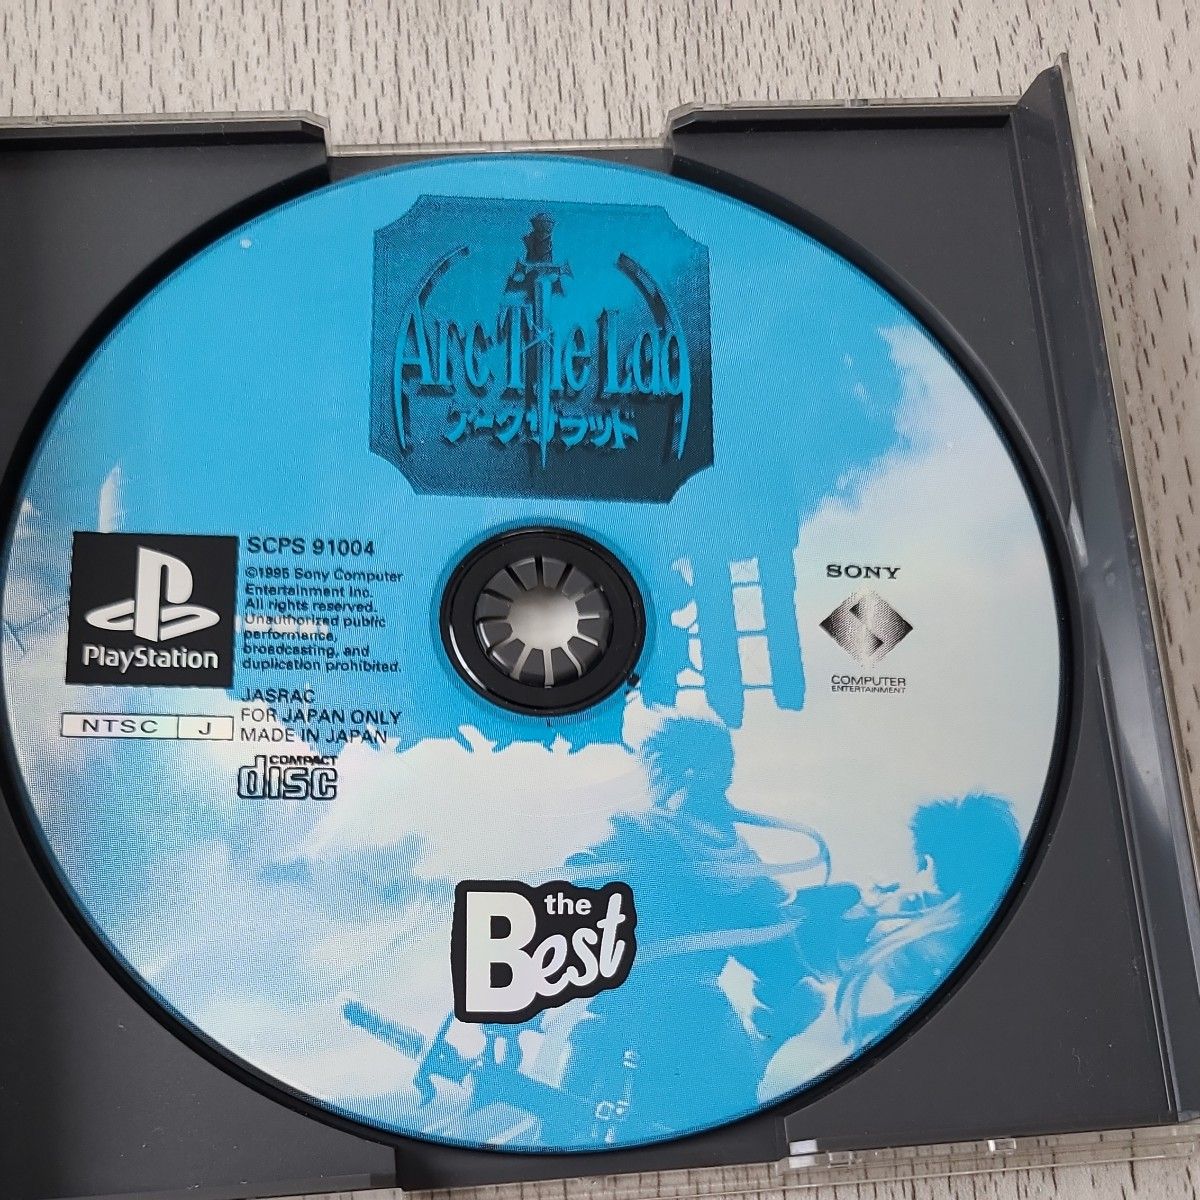 Arc The Lad
アークザラッド
SCPS 91004
©1995 Sony Computer
Entertainment Inc.
All rights reserved.
Unauthorized public
performance,
broadcasting, and
duplication prohibited.
PlayStation
JASRAC
FOR JAPAN ONLY
MADE IN JAPAN
NTSC J
COMPACT
disc
SONY
COMPUTER
ENTERTAINMENT
the
Best